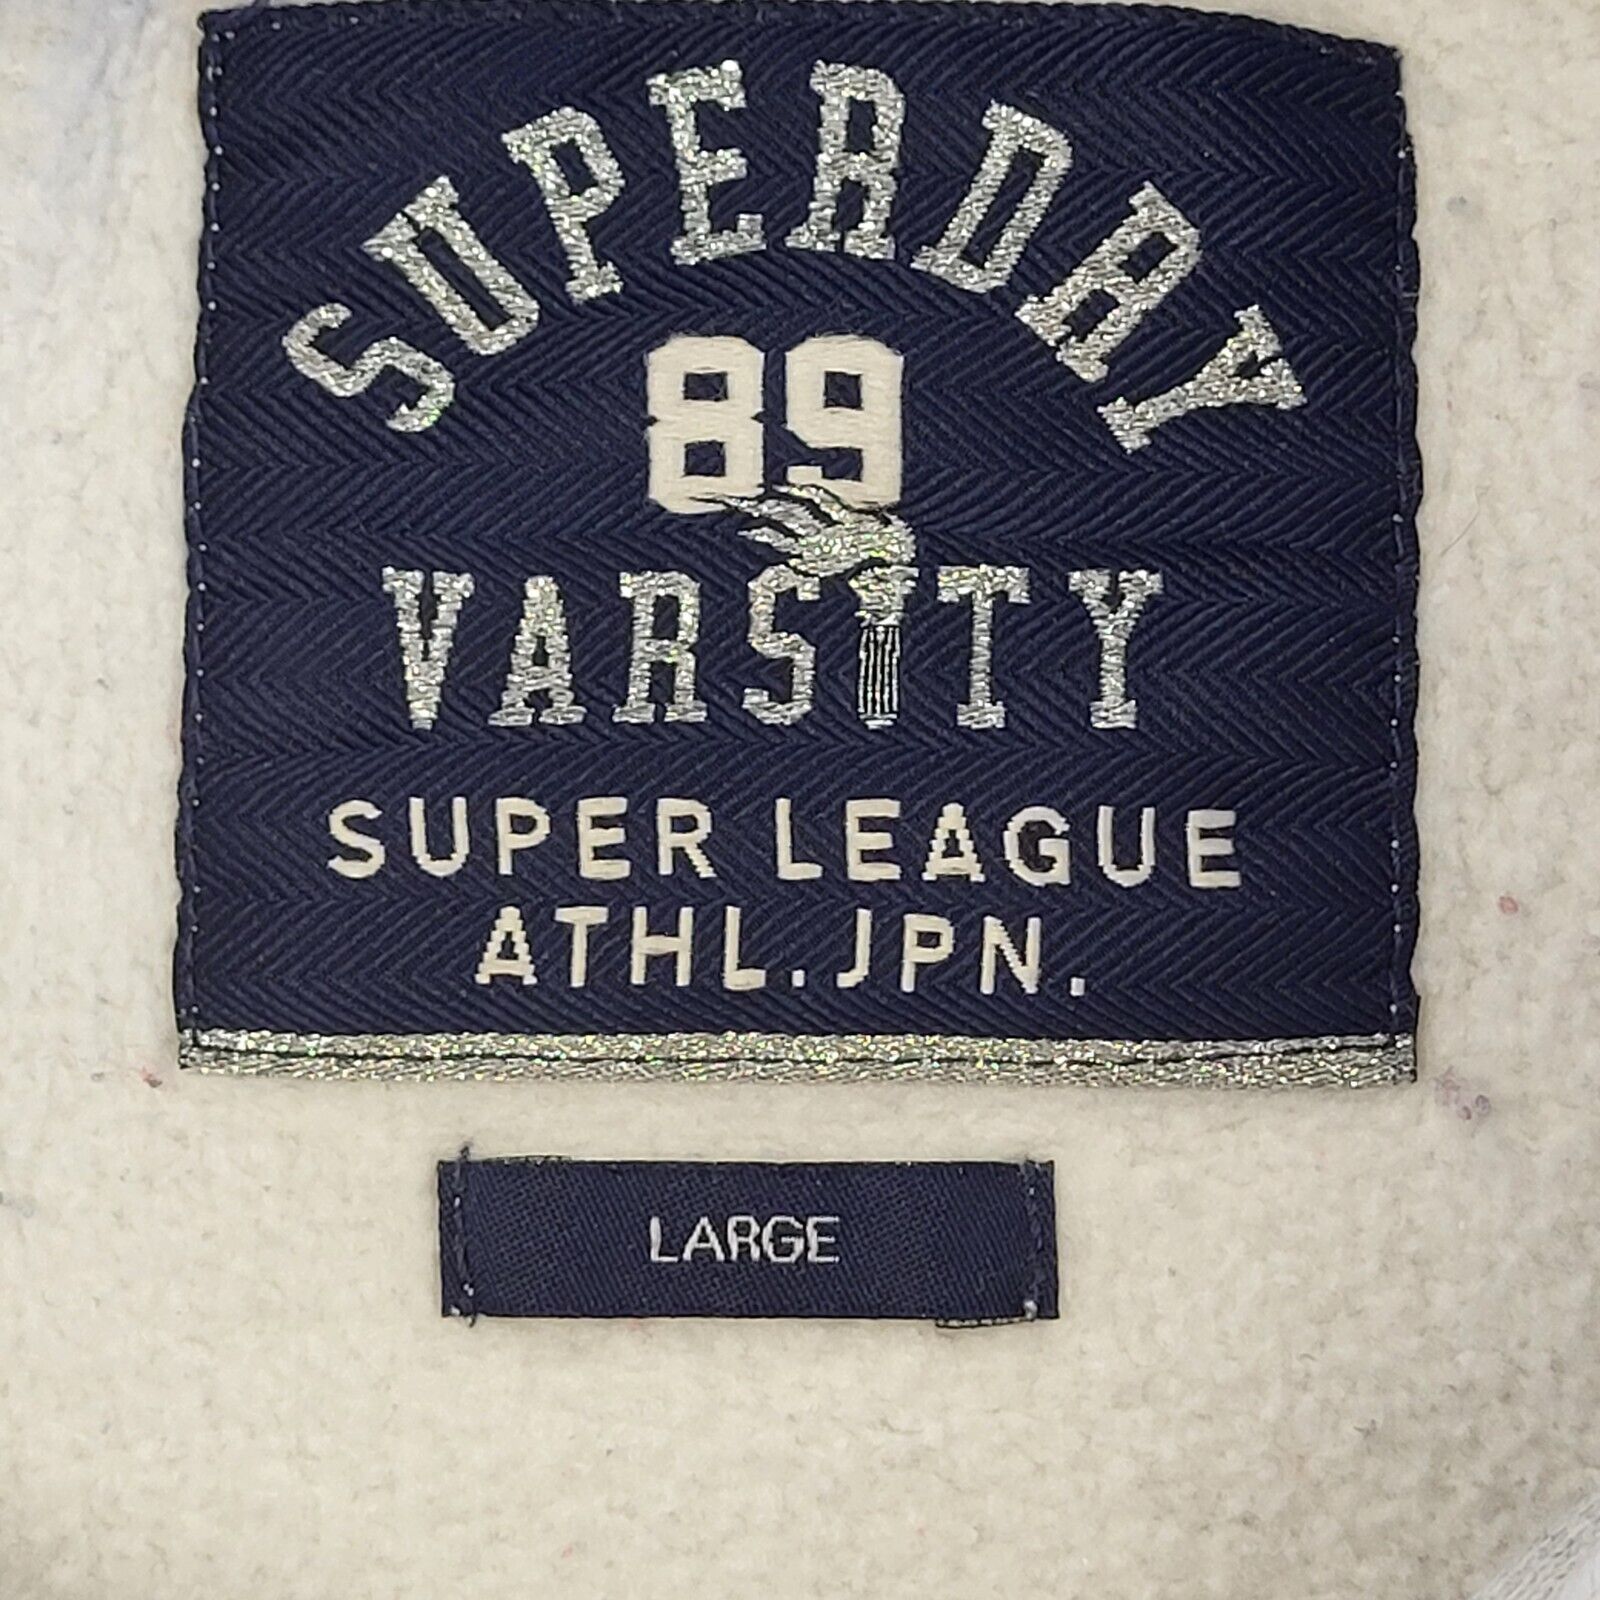 SUPERDRY
89
VARSITY
SUPER LEAGUE
ATHL.JPN.
LARGE